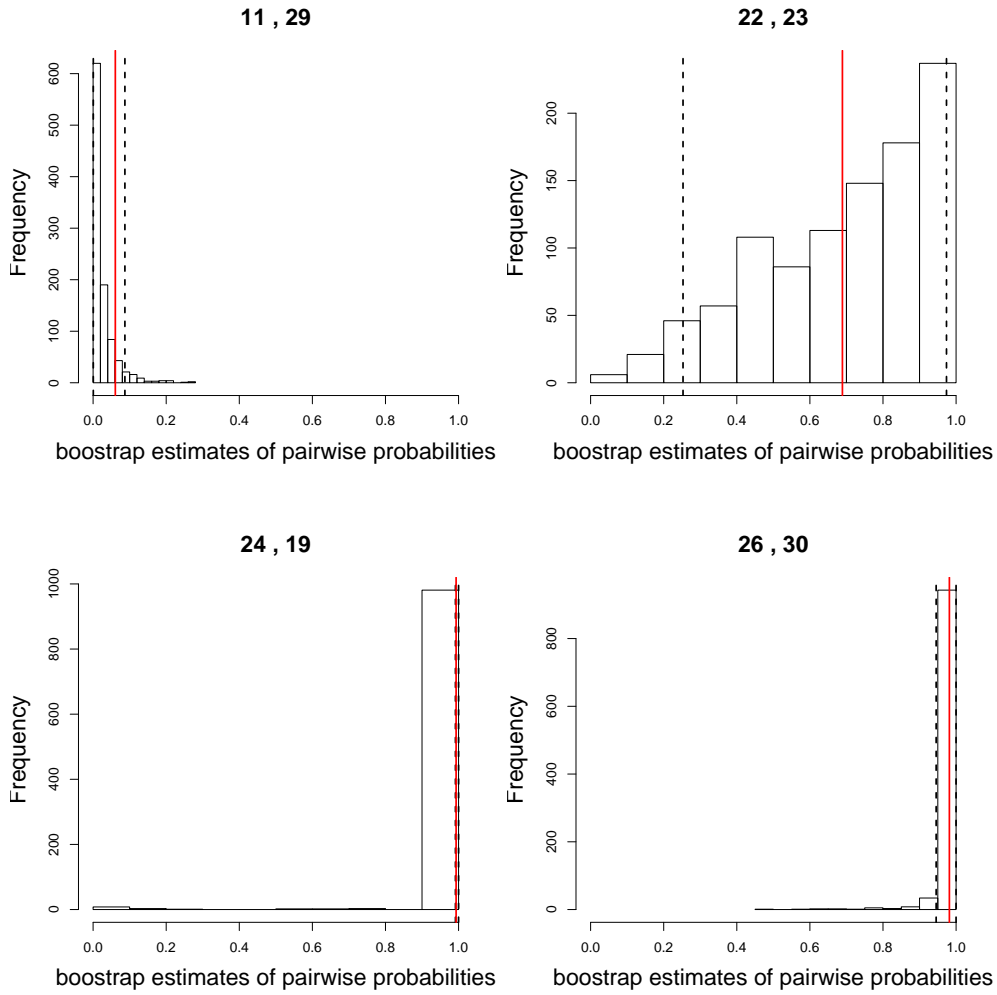 11 , 29
Frequency
0
100
200
300
400
500
600
0.0 0.2 0.4 0.6 0.8 1.0
boostrap estimates of pairwise probabilities
22 , 23
Frequency
0
50
100
150
200
0.0 0.2 0.4 0.6 0.8 1.0
boostrap estimates of pairwise probabilities
24 , 19
Frequency
0
200
400
600
800
1000
0.0 0.2 0.4 0.6 0.8 1.0
boostrap estimates of pairwise probabilities
26 , 30
Frequency
0
200
400
600
800
0.0 0.2 0.4 0.6 0.8 1.0
boostrap estimates of pairwise probabilities